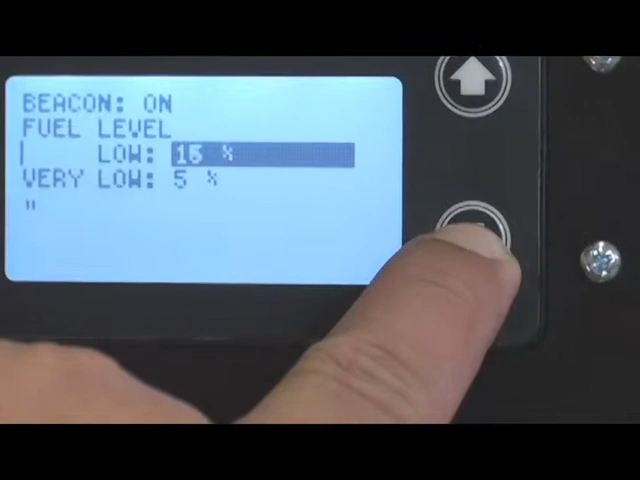 BEACON: ON
FUEL LEVEL
LOW: 15 %
VERY LOW: 5 %
"